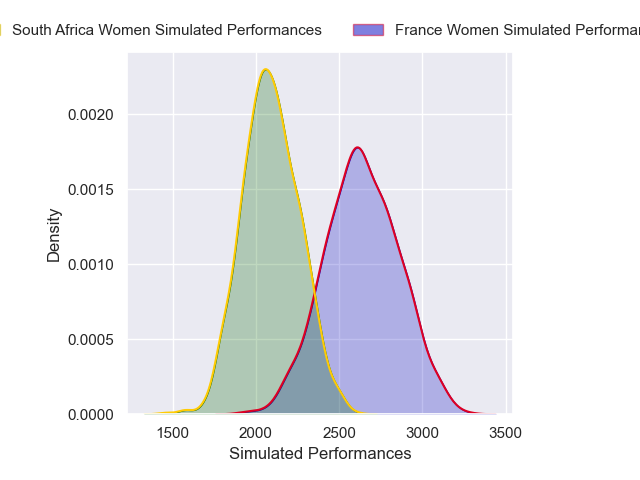 South Africa Women Simulated Performances France Women Simulated
Density
0.0020
0.0015
0.0010
0.0005
0.0000
1500 2000 2500 3000 3500
Simulated Performances